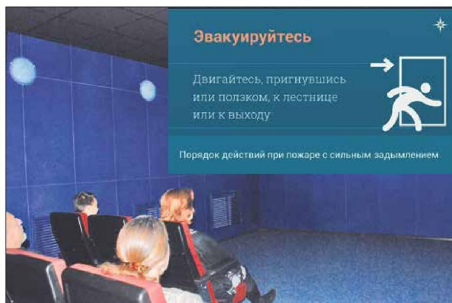 Эвакуируйтесь
Двигайтесь, пригнувшись
или ползком, к лестнице
или к выходу
Порядок действий при пожаре с сильным задымлением